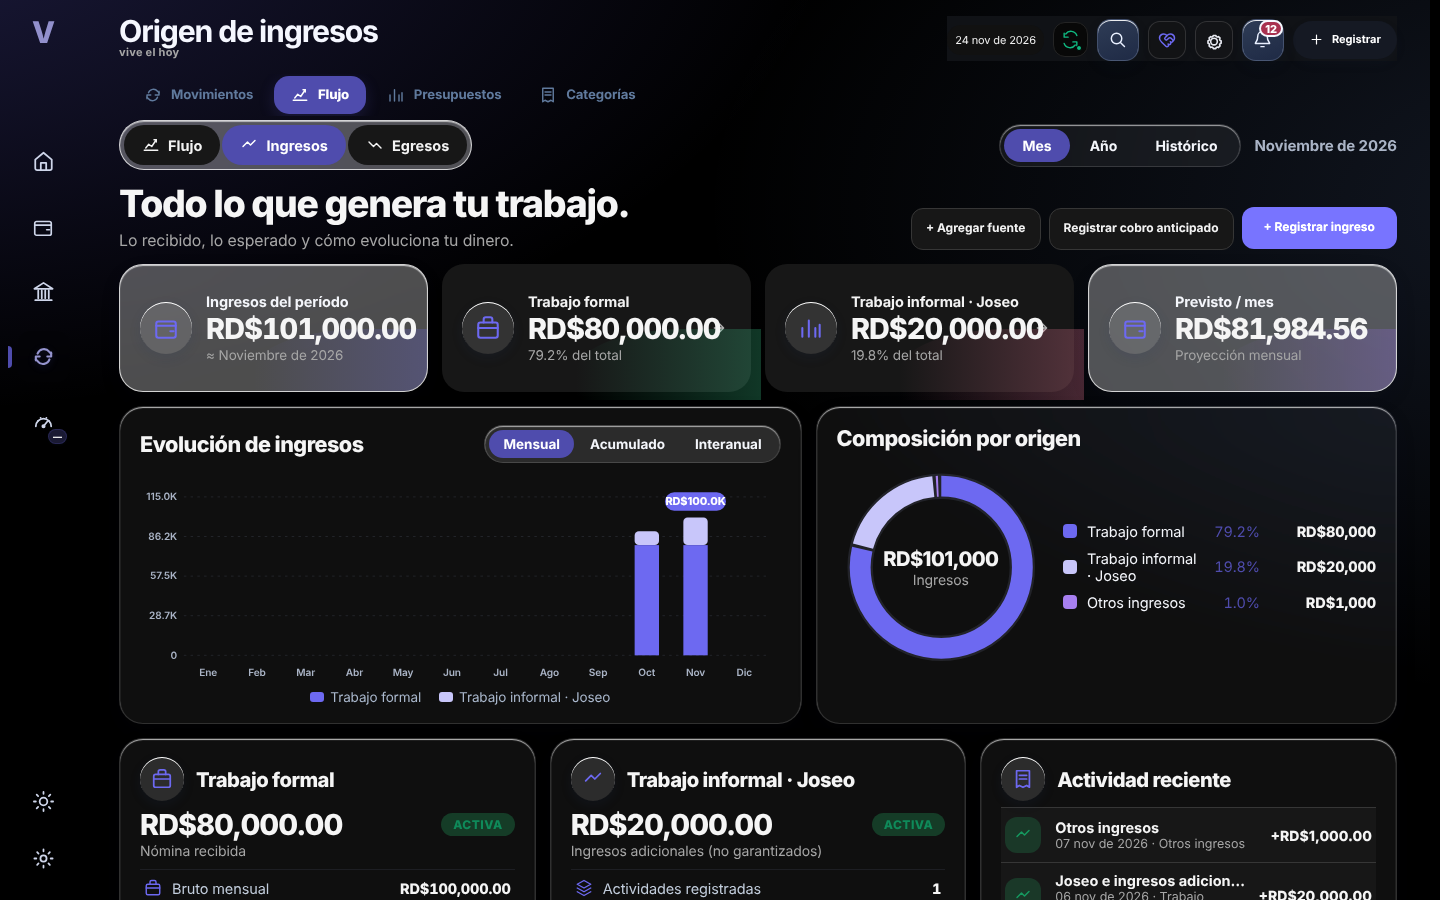 V
Origen de ingresos
vive el hoy
24 nov de 2026
12
+ Registrar
Movimientos
Flujo
Presupuestos
Categorías
Flujo
Ingresos
Egresos
Mes
Año
Histórico
Noviembre de 2026
Todo lo que genera tu trabajo.
Lo recibido, lo esperado y cómo evoluciona tu dinero.
+ Agregar fuente
Registrar cobro anticipado
+ Registrar ingreso
Ingresos del período
RD$101,000.00
≈ Noviembre de 2026
Trabajo formal
RD$80,000.00
79.2% del total
Trabajo informal · Joseo
RD$20,000.00
19.8% del total
Previsto / mes
RD$81,984.56
Proyección mensual
Evolución de ingresos
Mensual
Acumulado
Interanual
115.0K
86.2K
57.5K
28.7K
0
RD$100.0K
Ene
Feb
Mar
Abr
May
Jun
Jul
Ago
Sep
Oct
Nov
Dic
Trabajo formal
Trabajo informal · Joseo
Composición por origen
RD$101,000
Ingresos
Trabajo formal 79.2% RD$80,000
Trabajo informal
· Joseo 19.8% RD$20,000
Otros ingresos 1.0% RD$1,000
Trabajo formal
RD$80,000.00
ACTIVA
Nómina recibida
Bruto mensual RD$100,000.00
Trabajo informal · Joseo
RD$20,000.00
ACTIVA
Ingresos adicionales (no garantizados)
Actividades registradas 1
Actividad reciente
Otros ingresos
07 nov de 2026 · Otros ingresos
+RD$1,000.00
Joseo e ingresos adicion...
06 nov de 2026 · Trabajo
+RD$20,000.00